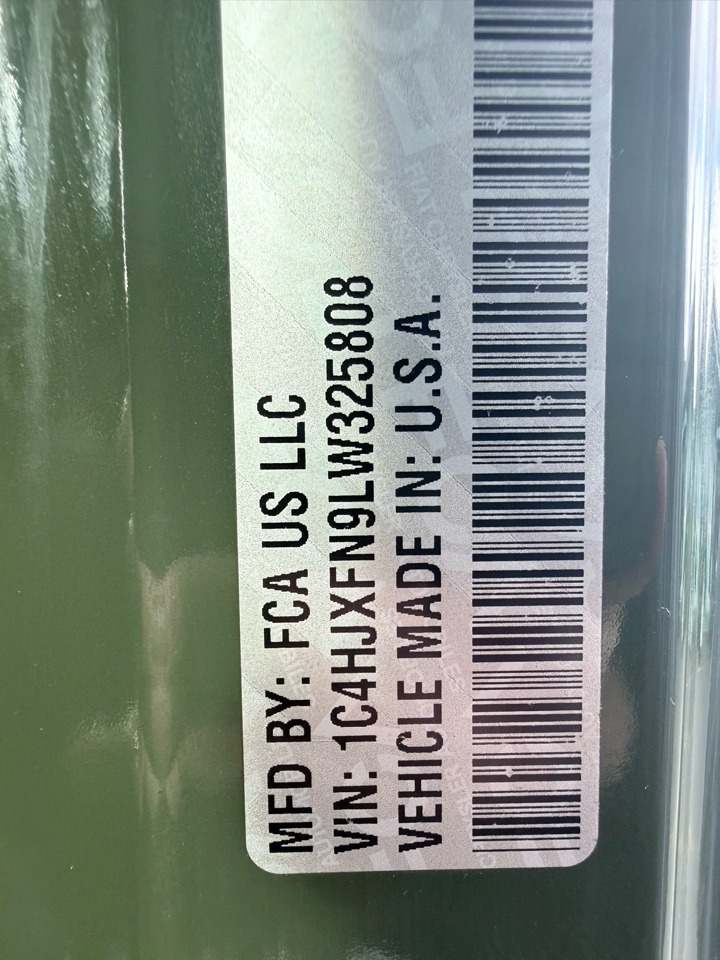 MFD BY: FCA US LLC
VIN: 1C4HJXFN9LW325808
VEHICLE MADE IN: U.S.A.